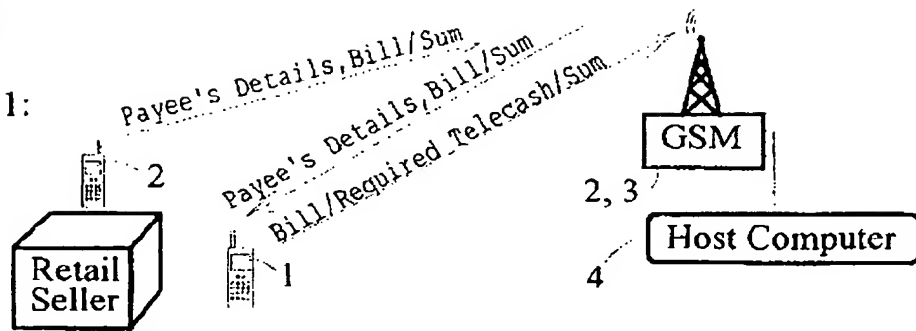 1:
Payee's Details,Bill/Sum
Payee's Details,Bill/Sum
Bill/Required Telecash/Sum
2
1
Retail
Seller
GSM
2, 3
Host Computer
4